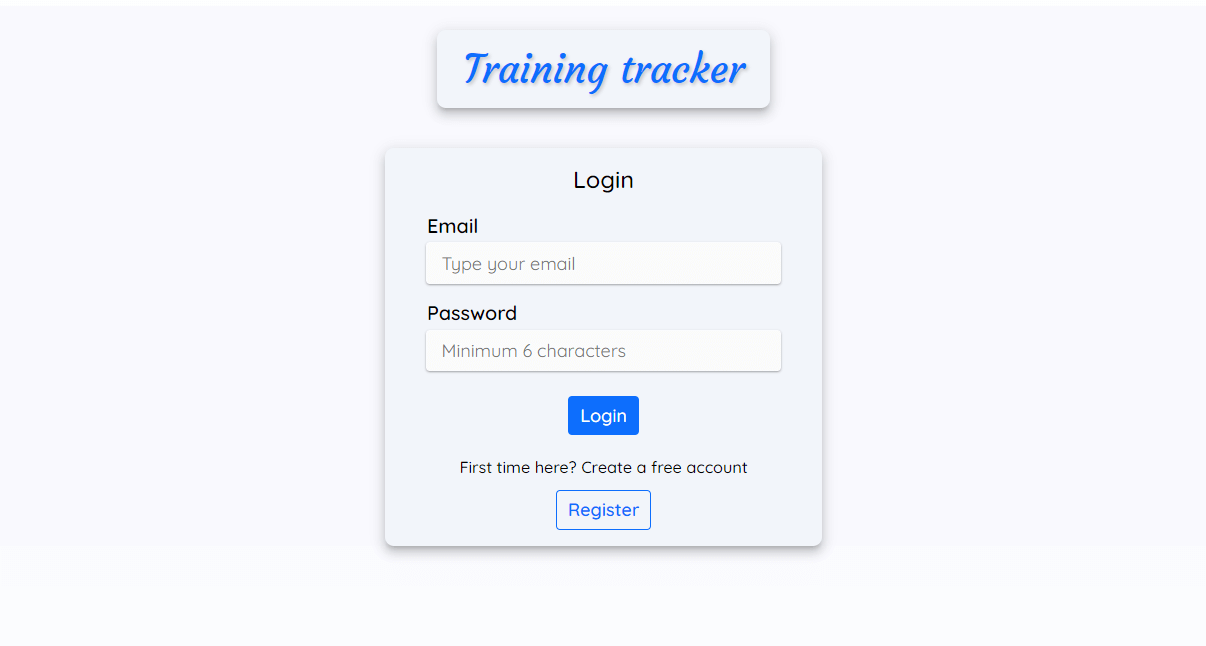 Training tracker
Login
Email
Type your email
Password
Minimum 6 characters
Login
First time here? Create a free account
Register